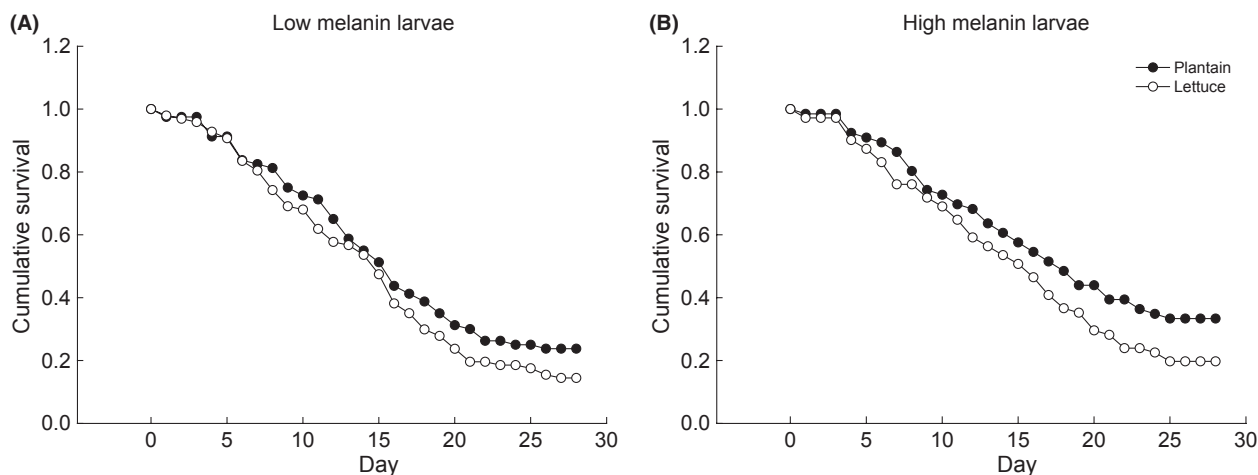 (A)
Low melanin larvae
1.2
1.0
0.8
0.6
0.4
0.2
0.0
Cumulative survival
0 5 10 15 20 25 30
Day
(B)
High melanin larvae
Plantain
Lettuce
1.2
1.0
0.8
0.6
0.4
0.2
0.0
Cumulative survival
0 5 10 15 20 25 30
Day